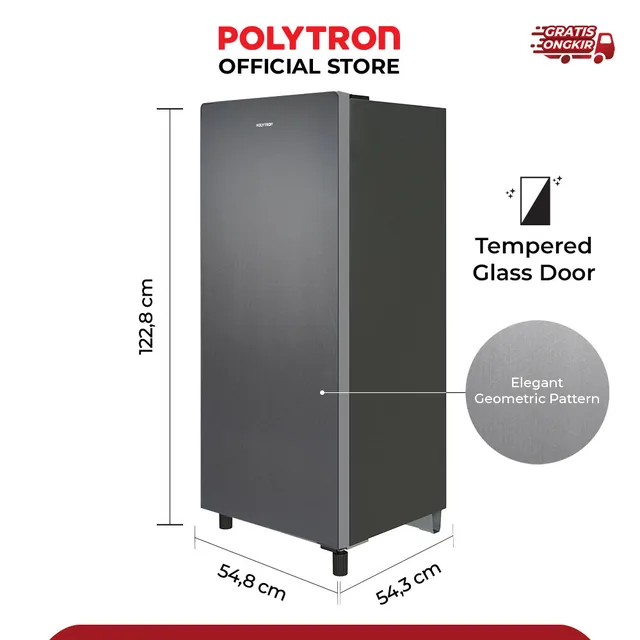 POLYTRON
OFFICIAL STORE
GRATIS
ONGKIR
POLYTRON
Tempered
Glass Door
122,8 cm
Elegant
Geometric Pattern
54,8 cm
54,3 cm